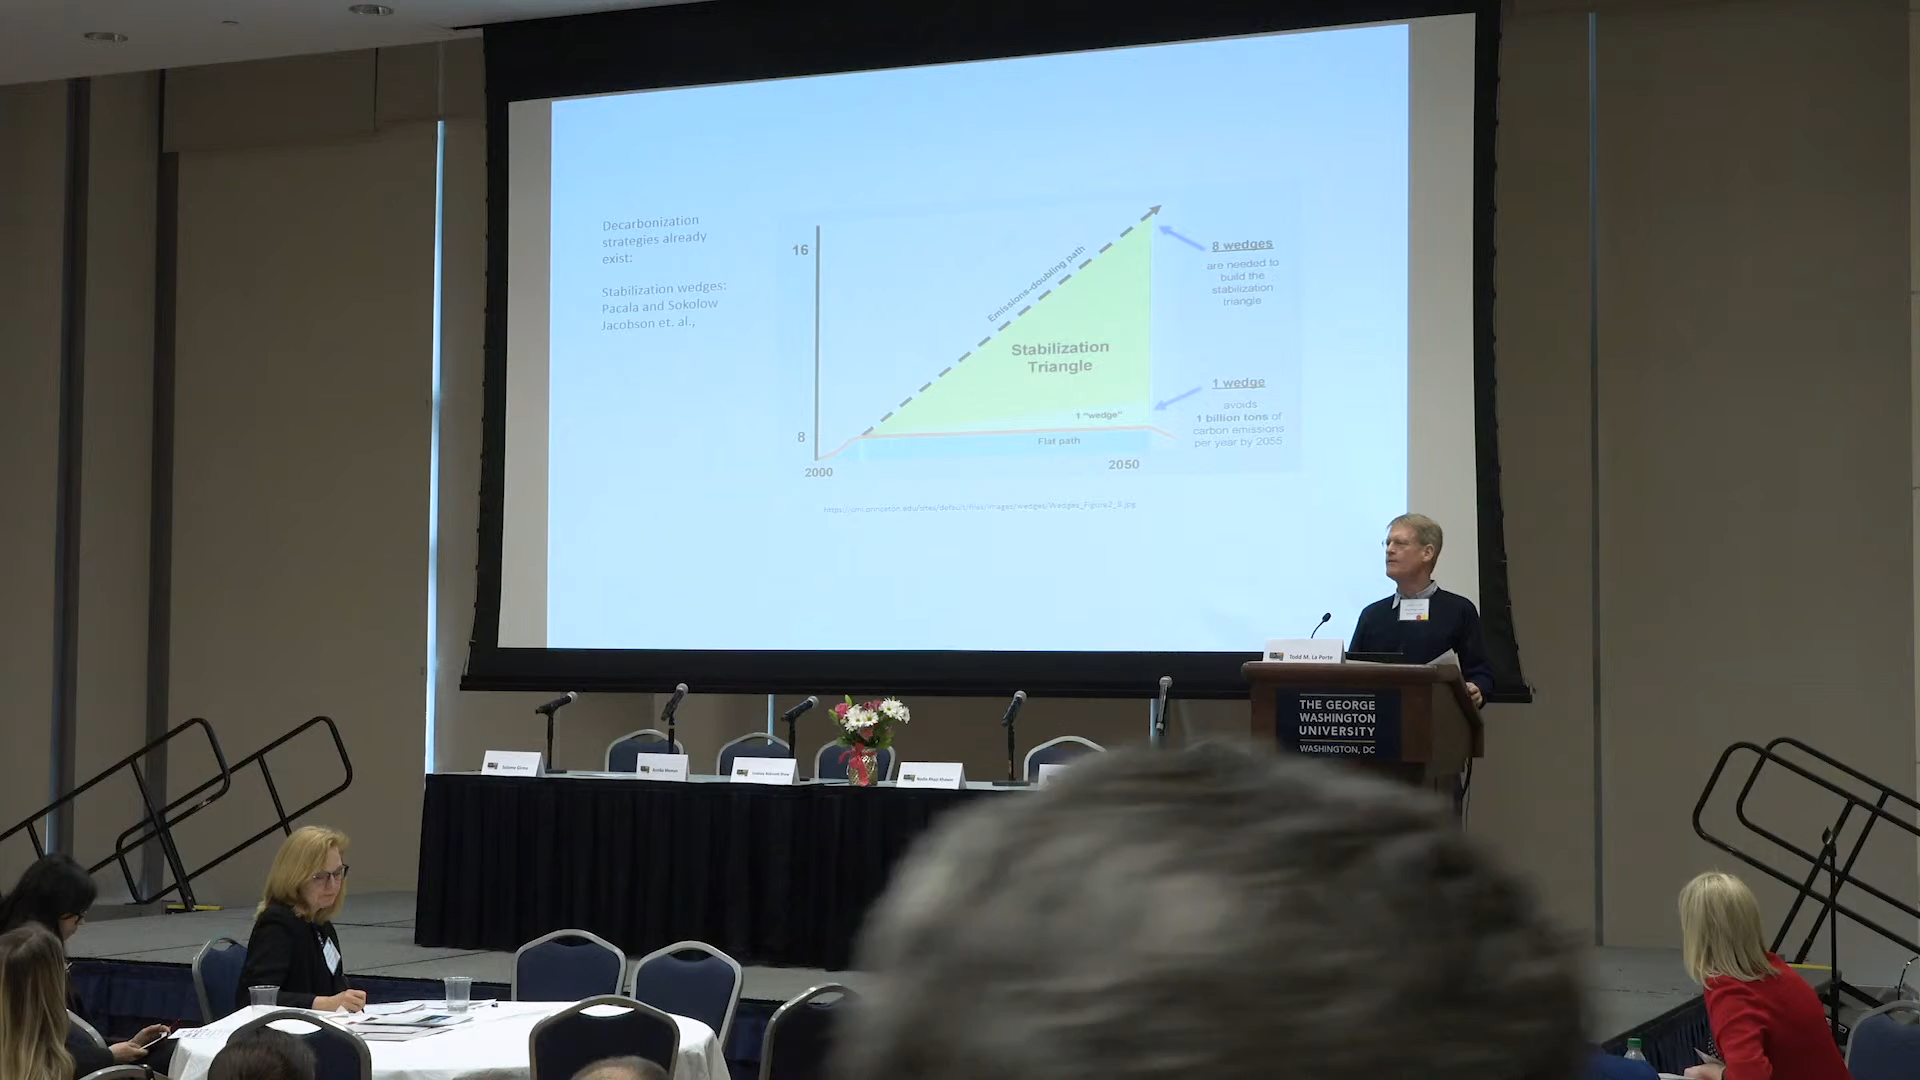 Decarbonization
strategies already
exist:
Stabilization wedges:
Pacala and Sokolow
Jacobson et. al.,
16
8
2000
2050
Emissions-doubling path
Stabilization
Triangle
1 "wedge"
Flat path
8 wedges
are needed to
build the
stabilization
triangle
1 wedge
avoids
1 billion tons of
carbon emissions
per year by 2055
Todd M. La Porte
THE GEORGE
WASHINGTON
UNIVERSITY
WASHINGTON, DC